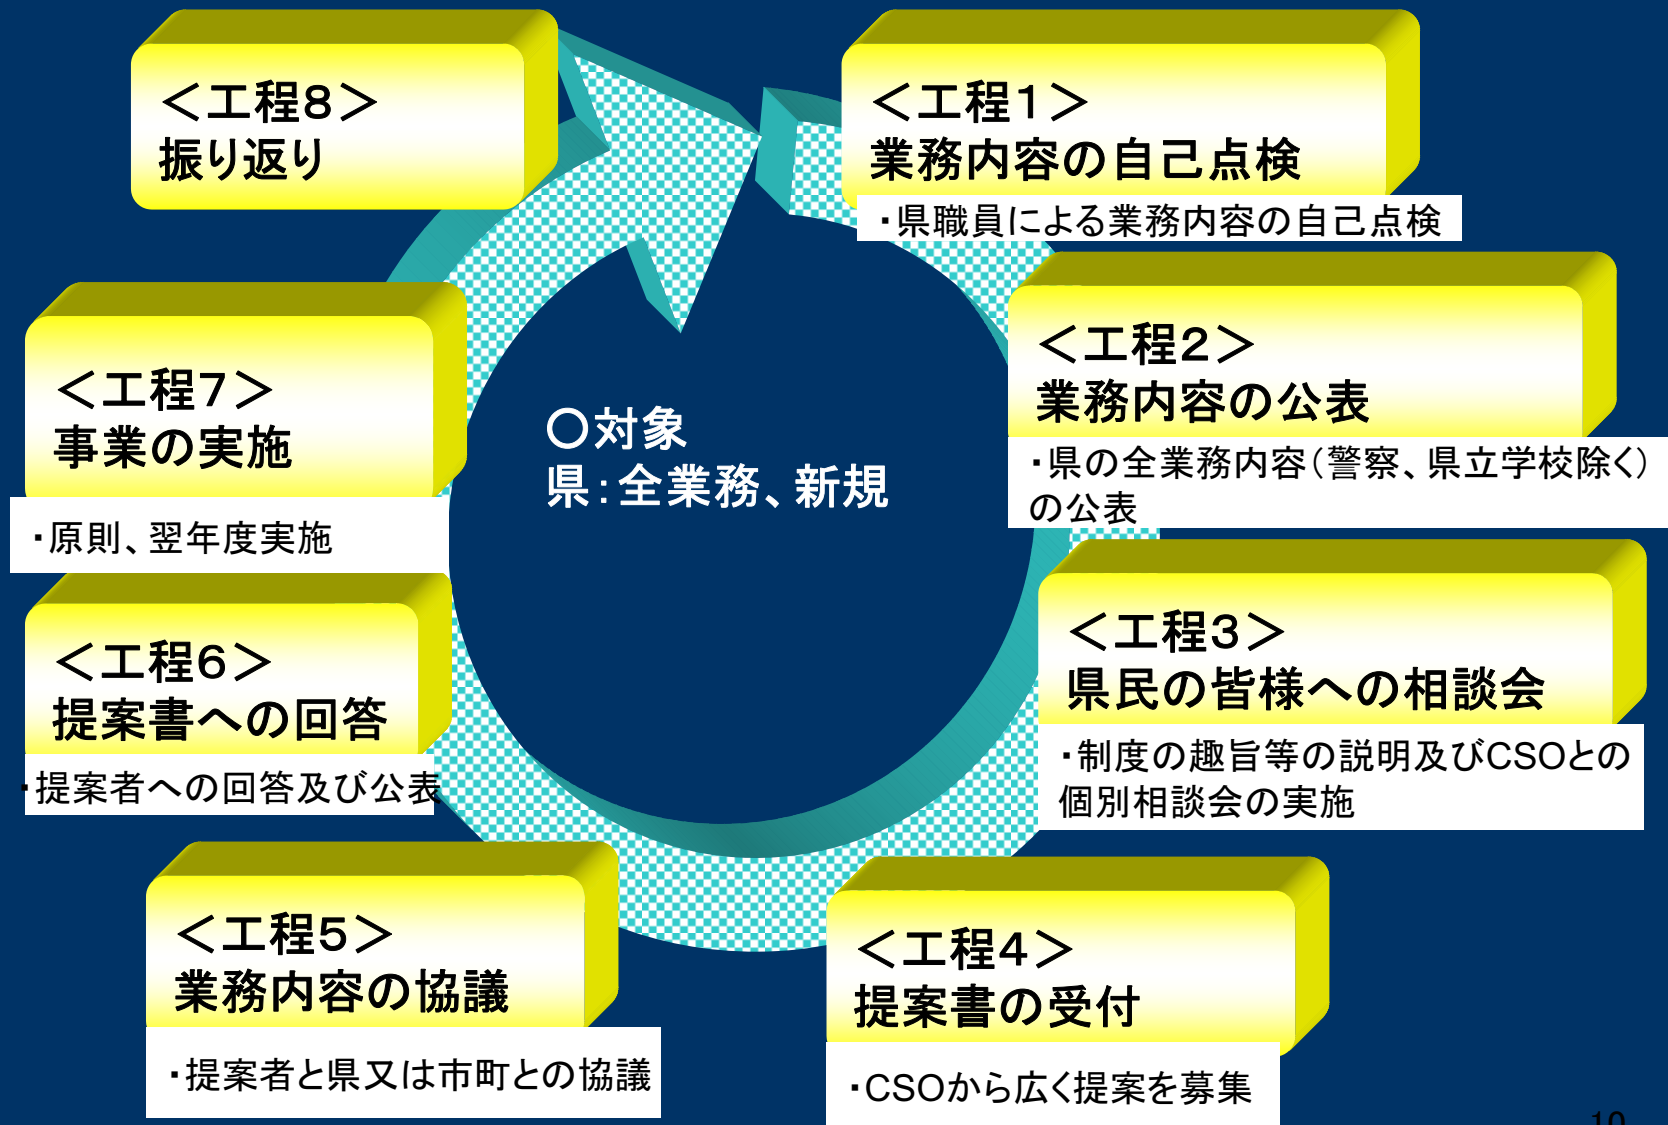 ＜工程8＞
振り返り
＜工程1＞
業務内容の自己点検
・県職員による業務内容の自己点検
＜工程2＞
業務内容の公表
・県の全業務内容（警察、県立学校除く）
の公表
＜工程3＞
県民の皆様への相談会
・制度の趣旨等の説明及びCSOとの
個別相談会の実施
＜工程4＞
提案書の受付
・CSOから広く提案を募集
＜工程5＞
業務内容の協議
・提案者と県又は市町との協議
＜工程6＞
提案書への回答
・提案者への回答及び公表
＜工程7＞
事業の実施
・原則、翌年度実施
〇対象
県：全業務、新規
10